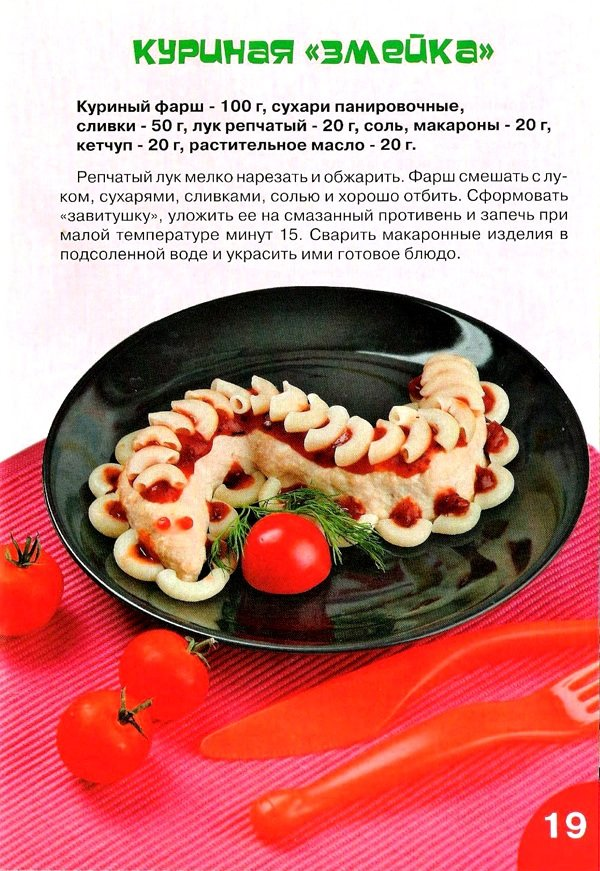 КУРИНАЯ «ЗМЕЙКА»
Куриный фарш - 100 г, сухари панировочные,
сливки - 50 г, лук репчатый - 20 г, соль, макароны - 20 г,
кетчуп - 20 г, растительное масло - 20 г.
Репчатый лук мелко нарезать и обжарить. Фарш смешать с лу-
ком, сухарями, сливками, солью и хорошо отбить. Сформовать
«завитушку», уложить ее на смазанный противень и запечь при
малой температуре минут 15. Сварить макаронные изделия в
подсоленной воде и украсить ими готовое блюдо.
19